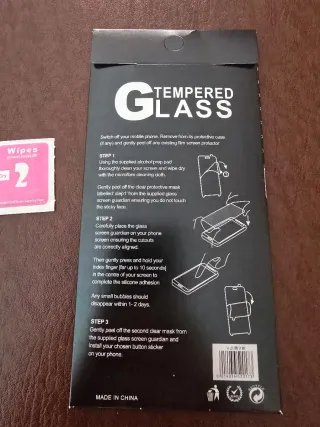 TEMPERED
GLASS
Switch off your mobile phone. Remove from its protective case
(if any) and gently peel off any existing film screen protector
STEP 1
Using the supplied alcohol prep pad
thoroughly clean your screen and wipe dry
with the microfibre cleaning cloth.
Gently peel off the clear protective mask
labelled step1 from the supplied glass
screen guardian ensuring you do not touch
the sticky face.
STEP 2
Carefully place the glass
screen guardian on your phone
screen ensuring the cutouts
are correctly aligned.
Then gently press and hold your
index finger (for up to 10 seconds)
in the centre of your screen to
complete the silicone adhesion
Any small bubbles should
disappear within 1- 2 days.
STEP 3
Gently peel off the second clear mask from
the supplied glass screen guardian and
install your chosen button sticker
on your phone.
MADE IN CHINA
Wipes
2